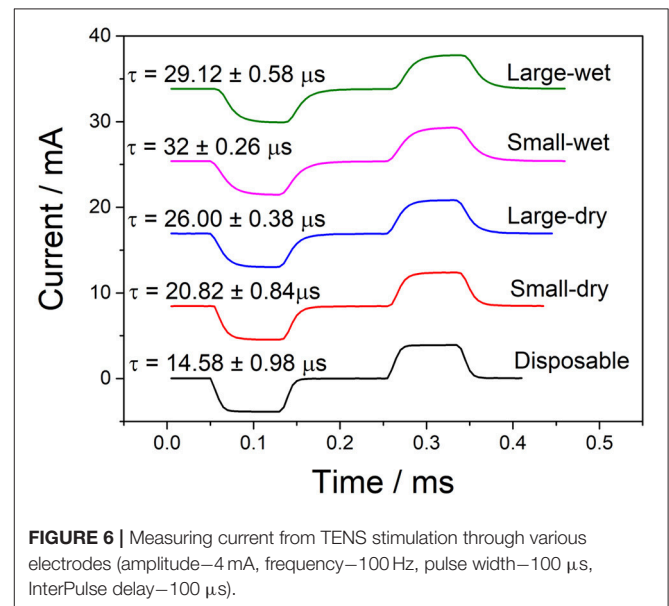 40
30
20
10
0
Current / mA
τ = 29.12 ± 0.58 μs
Large-wet
τ = 32 ± 0.26 μs
Small-wet
τ = 26.00 ± 0.38 μs
Large-dry
τ = 20.82 ± 0.84μs
Small-dry
τ = 14.58 ± 0.98 μs
Disposable
0.0 0.1 0.2 0.3 0.4 0.5
Time / ms
FIGURE 6 | Measuring current from TENS stimulation through various
electrodes (amplitude–4 mA, frequency–100 Hz, pulse width–100 μs,
InterPulse delay–100 μs).